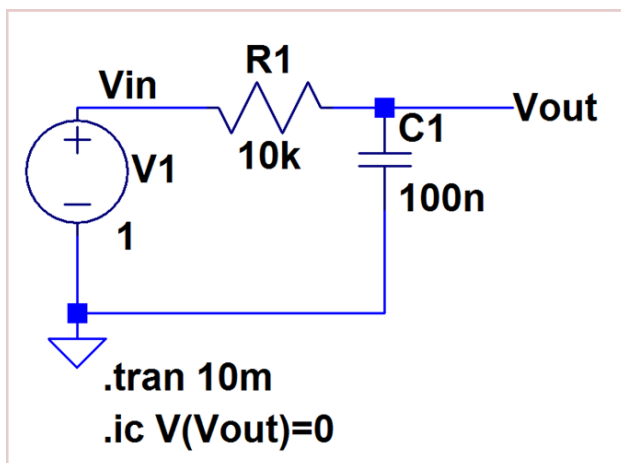 R1
Vin
Vout
C1
10k
V1
100n
1
.tran 10m
.ic V(Vout)=0